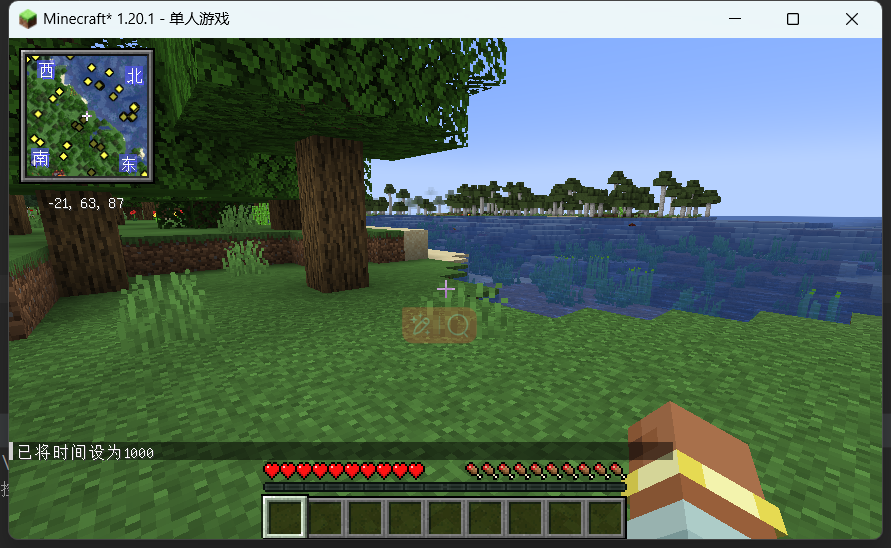 Minecraft* 1.20.1 - 单人游戏
西
北
南
东
-21, 63, 87
已将时间设为1000